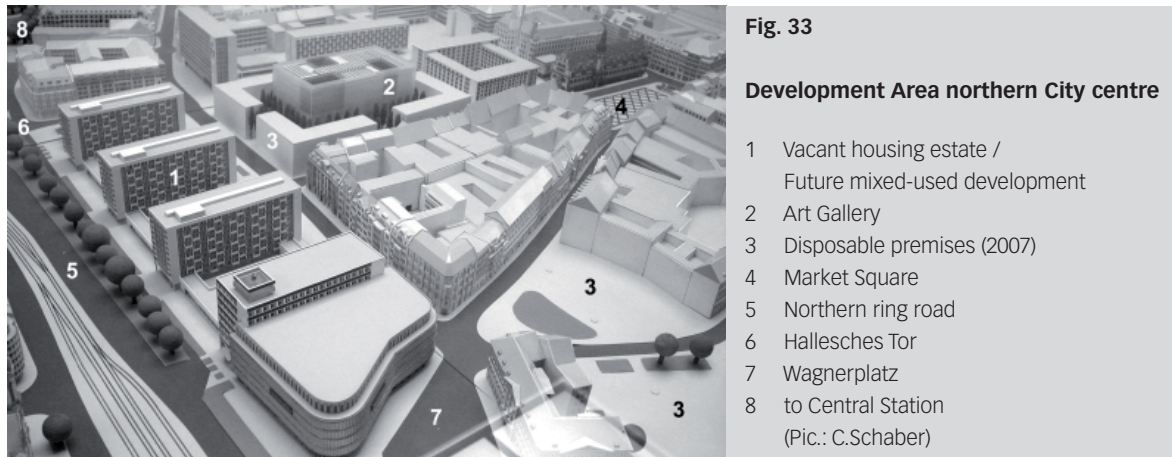 8
2
4
6
3
1
5
3
7
3
Fig. 33
Development Area northern City centre
1 Vacant housing estate /
Future mixed-used development
2 Art Gallery
3 Disposable premises (2007)
4 Market Square
5 Northern ring road
6 Hallesches Tor
7 Wagnerplatz
8 to Central Station
(Pic.: C.Schaber)